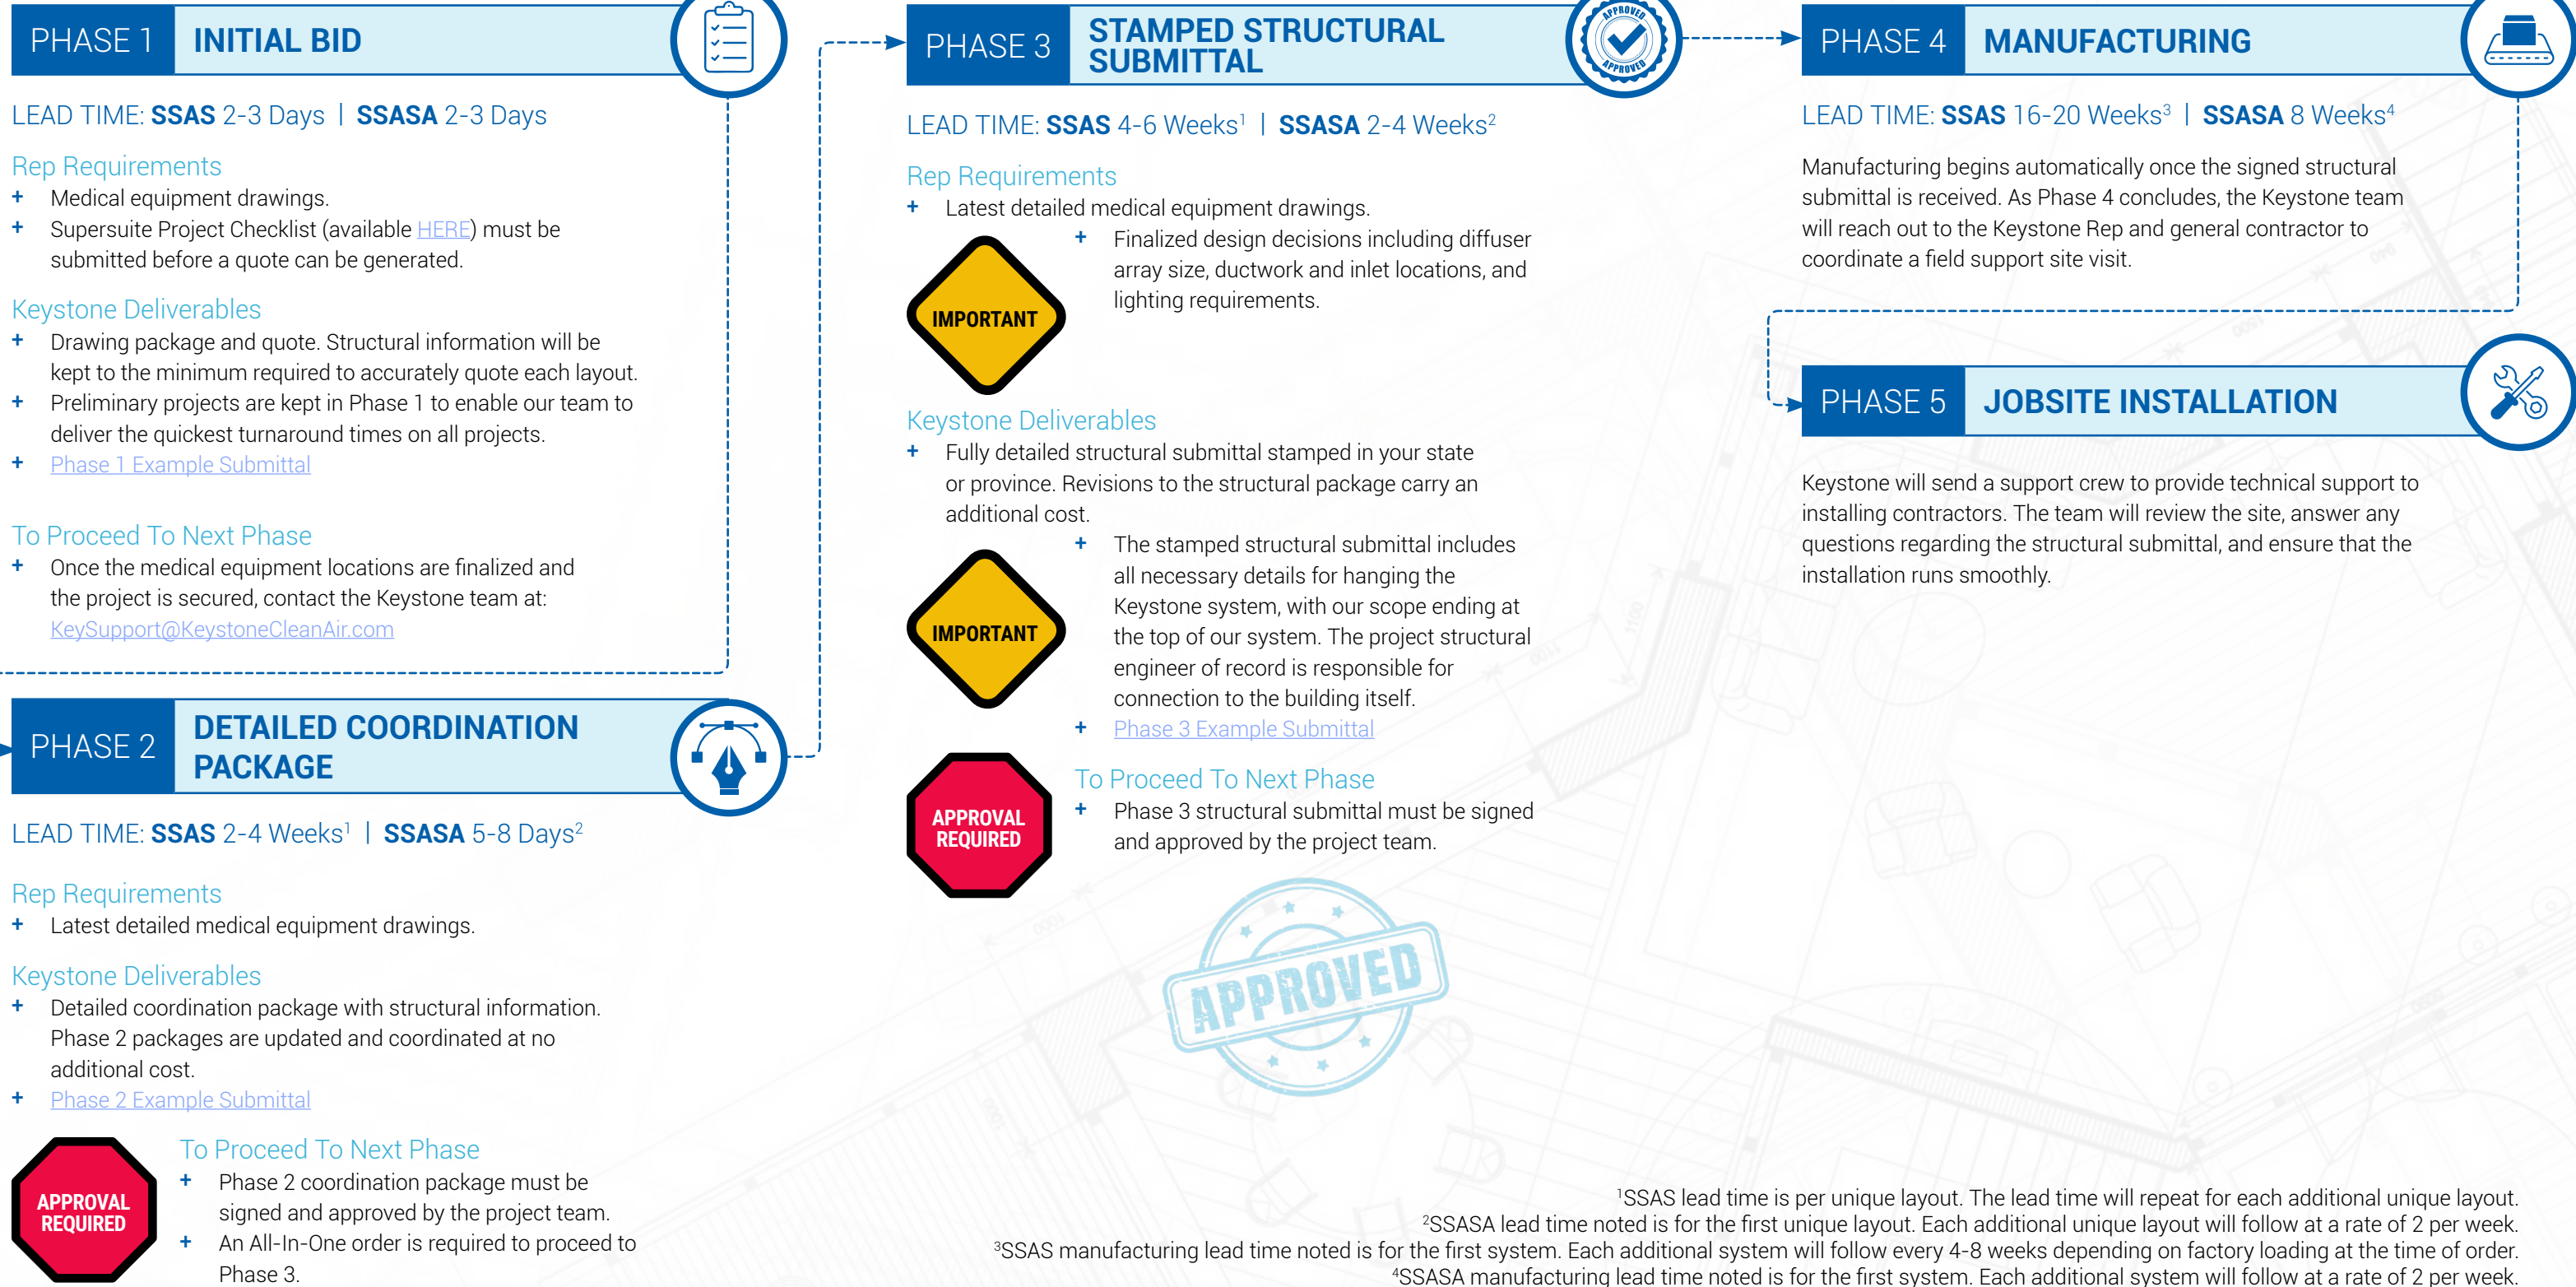 PHASE 1 INITIAL BID
LEAD TIME: SSAS 2-3 Days | SSASA 2-3 Days
Rep Requirements
+ Medical equipment drawings.
+ Supersuite Project Checklist (available HERE) must be
submitted before a quote can be generated.
Keystone Deliverables
+ Drawing package and quote. Structural information will be
kept to the minimum required to accurately quote each layout.
+ Preliminary projects are kept in Phase 1 to enable our team to
deliver the quickest turnaround times on all projects.
+ Phase 1 Example Submittal
To Proceed To Next Phase
+ Once the medical equipment locations are finalized and
the project is secured, contact the Keystone team at:
KeySupport@KeystoneCleanAir.com
PHASE 2 DETAILED COORDINATION
PACKAGE
LEAD TIME: SSAS 2-4 Weeks¹ | SSASA 5-8 Days²
Rep Requirements
+ Latest detailed medical equipment drawings.
Keystone Deliverables
+ Detailed coordination package with structural information.
Phase 2 packages are updated and coordinated at no
additional cost.
+ Phase 2 Example Submittal
APPROVAL
REQUIRED
To Proceed To Next Phase
+ Phase 2 coordination package must be
signed and approved by the project team.
+ An All-In-One order is required to proceed to
Phase 3.
PHASE 3 STAMPED STRUCTURAL
SUBMITTAL
APPROVED
APPROVED
LEAD TIME: SSAS 4-6 Weeks¹ | SSASA 2-4 Weeks²
Rep Requirements
+ Latest detailed medical equipment drawings.
IMPORTANT
+ Finalized design decisions including diffuser
array size, ductwork and inlet locations, and
lighting requirements.
Keystone Deliverables
+ Fully detailed structural submittal stamped in your state
or province. Revisions to the structural package carry an
additional cost.
IMPORTANT
+ The stamped structural submittal includes
all necessary details for hanging the
Keystone system, with our scope ending at
the top of our system. The project structural
engineer of record is responsible for
connection to the building itself.
+ Phase 3 Example Submittal
APPROVAL
REQUIRED
To Proceed To Next Phase
+ Phase 3 structural submittal must be signed
and approved by the project team.
APPROVED
PHASE 4 MANUFACTURING
LEAD TIME: SSAS 16-20 Weeks³ | SSASA 8 Weeks⁴
Manufacturing begins automatically once the signed structural
submittal is received. As Phase 4 concludes, the Keystone team
will reach out to the Keystone Rep and general contractor to
coordinate a field support site visit.
PHASE 5 JOBSITE INSTALLATION
Keystone will send a support crew to provide technical support to
installing contractors. The team will review the site, answer any
questions regarding the structural submittal, and ensure that the
installation runs smoothly.
¹SSAS lead time is per unique layout. The lead time will repeat for each additional unique layout.
²SSASA lead time noted is for the first unique layout. Each additional unique layout will follow at a rate of 2 per week.
³SSAS manufacturing lead time noted is for the first system. Each additional system will follow every 4-8 weeks depending on factory loading at the time of order.
⁴SSASA manufacturing lead time noted is for the first system. Each additional system will follow at a rate of 2 per week.